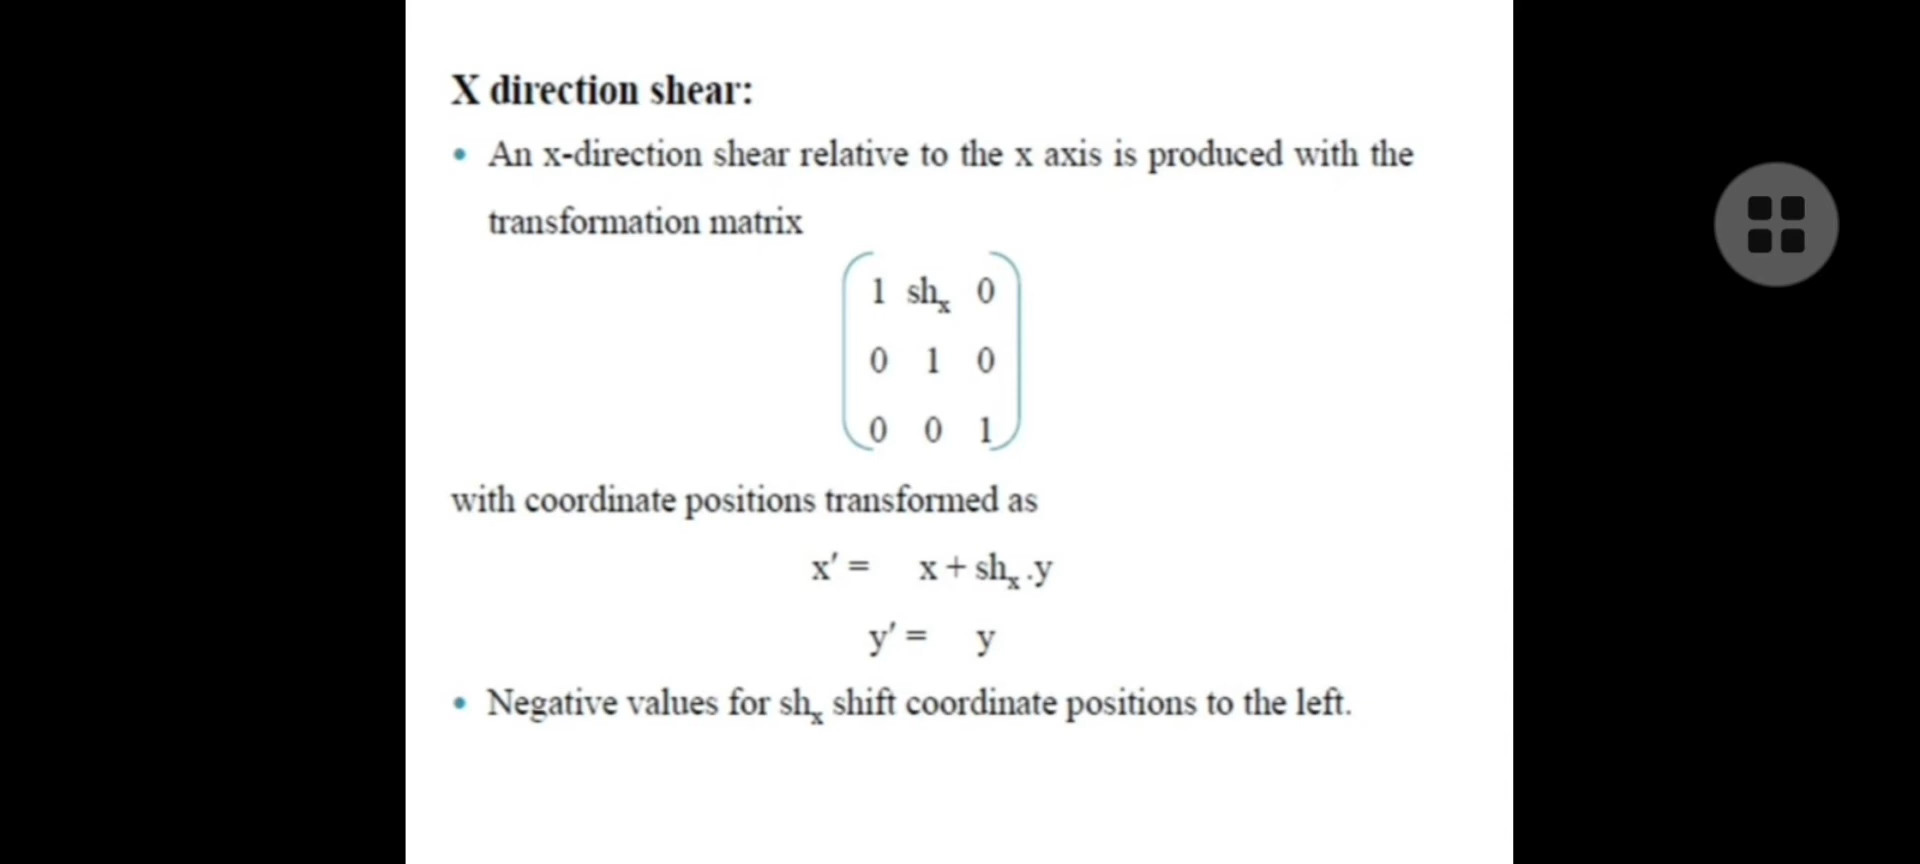 X direction shear:
• An x-direction shear relative to the x axis is produced with the
transformation matrix
1 shₓ 0
0 1 0
0 0 1
with coordinate positions transformed as
x′ = x + shₓ .y
y′ = y
• Negative values for shₓ shift coordinate positions to the left.